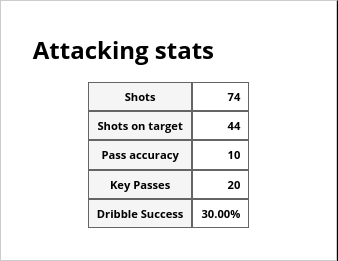 Attacking stats
Shots 74
Shots on target 44
Pass accuracy 10
Key Passes 20
Dribble Success 30.00%